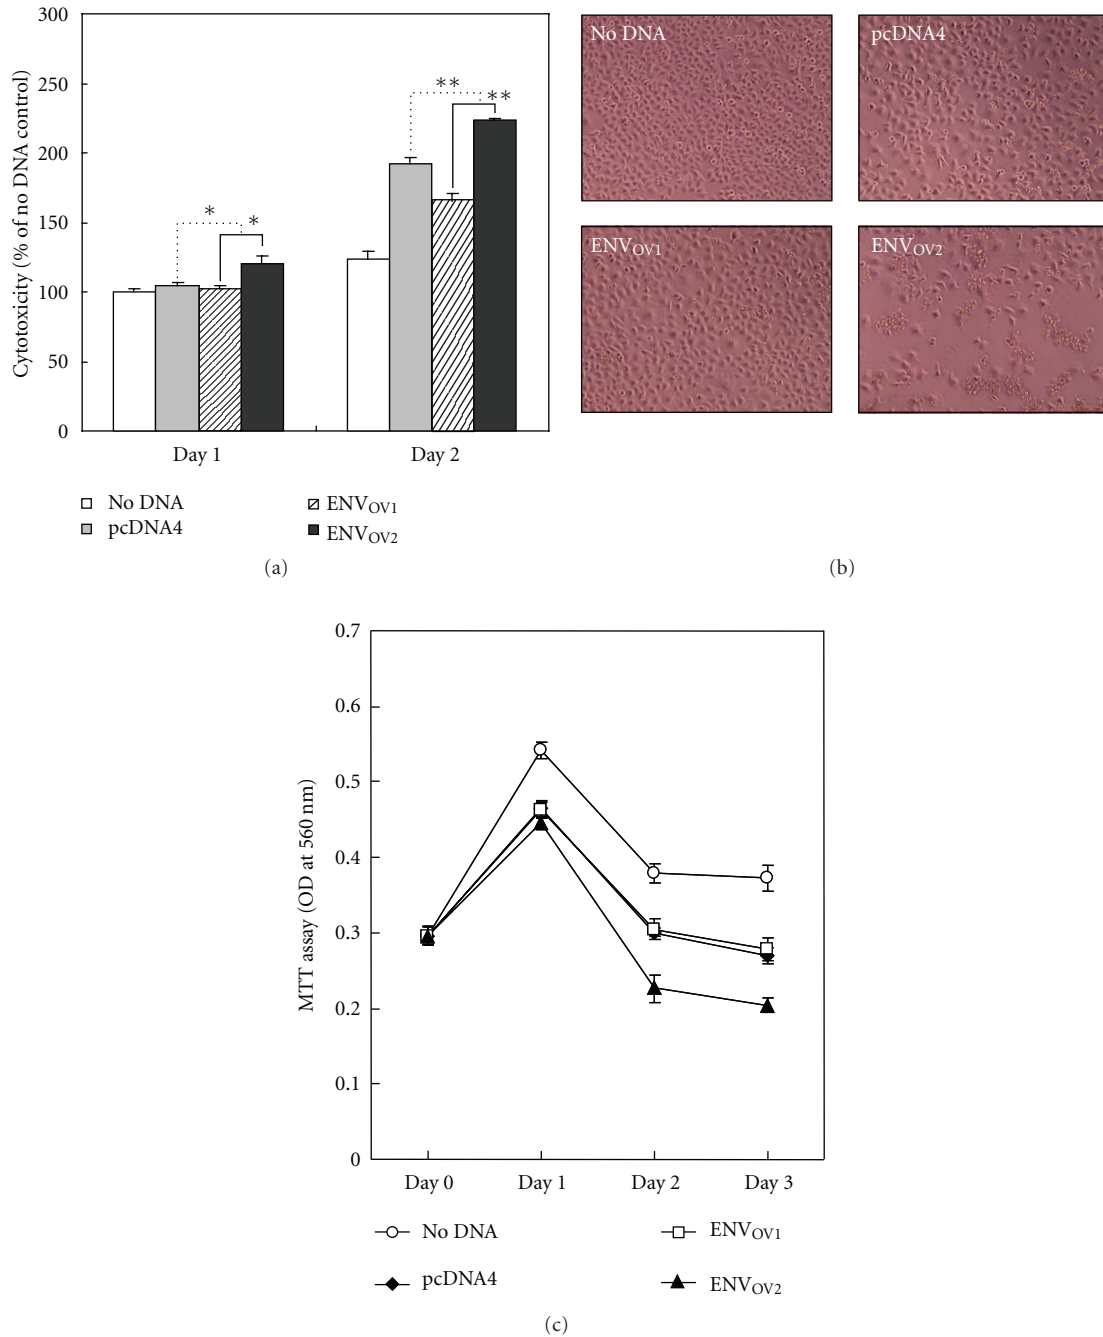 300
250
200
150
100
50
0
Cytotoxicity (% of no DNA control)
* *
** **
Day 1 Day 2
No DNA ENVOV1
pcDNA4 ENVOV2
(a)
No DNA pcDNA4
ENVOV1 ENVOV2
(b)
0.7
0.6
0.5
0.4
0.3
0.2
0.1
0
MTT assay (OD at 560 nm)
Day 0 Day 1 Day 2 Day 3
No DNA ENVOV1
pcDNA4 ENVOV2
(c)